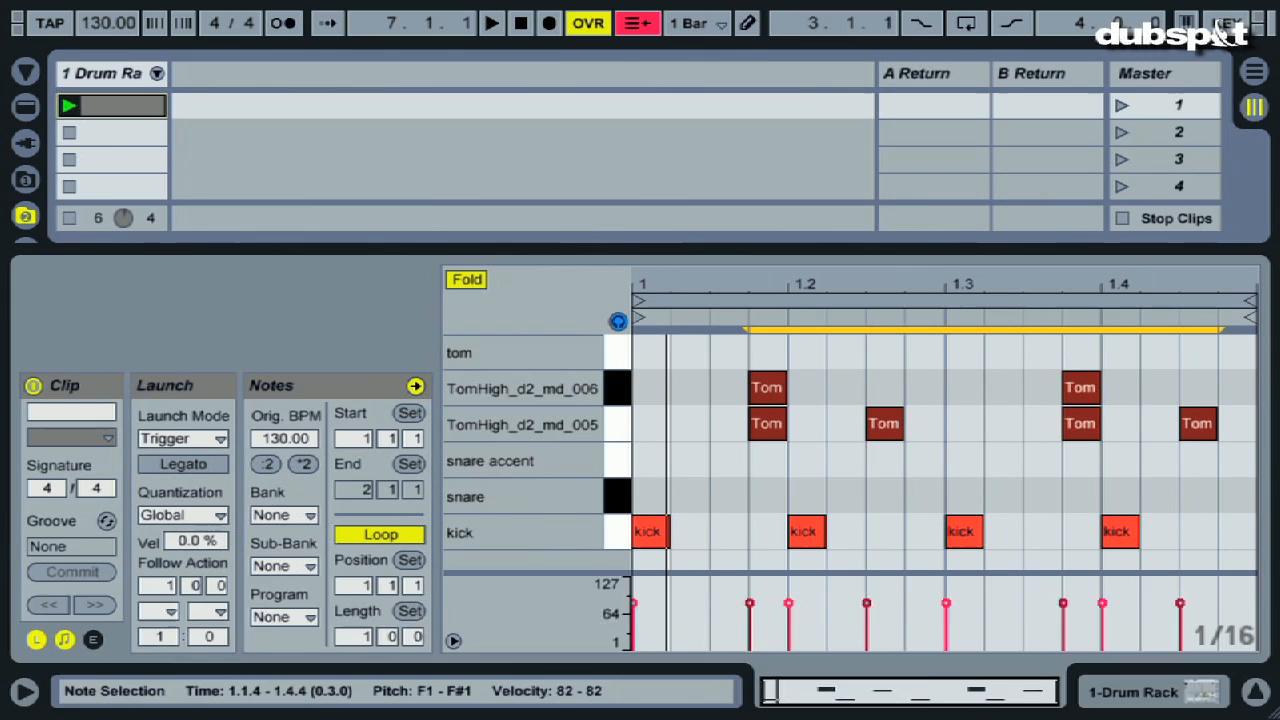 TAP 130.00 4 / 4 7. 1. 1 OVR 1 Bar 3. 1. 1 4. 0. 0 KEY
dubspot
1 Drum Ra A Return B Return Master
1
2
3
4
6 4 Stop Clips
Fold 1 1.2 1.3 1.4
tom
TomHigh_d2_md_006 Tom Tom
TomHigh_d2_md_005 Tom Tom Tom Tom
snare accent
snare
kick kick kick kick kick
127
64
1
1/16
Clip
Signature
4 / 4
Groove
None
Commit
<< >>
L E
Launch
Launch Mode
Trigger
Legato
Quantization
Global
Vel 0.0 %
Follow Action
1 0 0
1 : 0
Notes
Orig. BPM
130.00
:2 *2
Bank
None
Sub-Bank
None
Program
None
Start Set
1 1 1
End Set
2 1 1
Loop
Position Set
1 1 1
Length Set
1 0 0
Note Selection Time: 1.1.4 - 1.4.4 (0.3.0) Pitch: F1 - F#1 Velocity: 82 - 82
1-Drum Rack